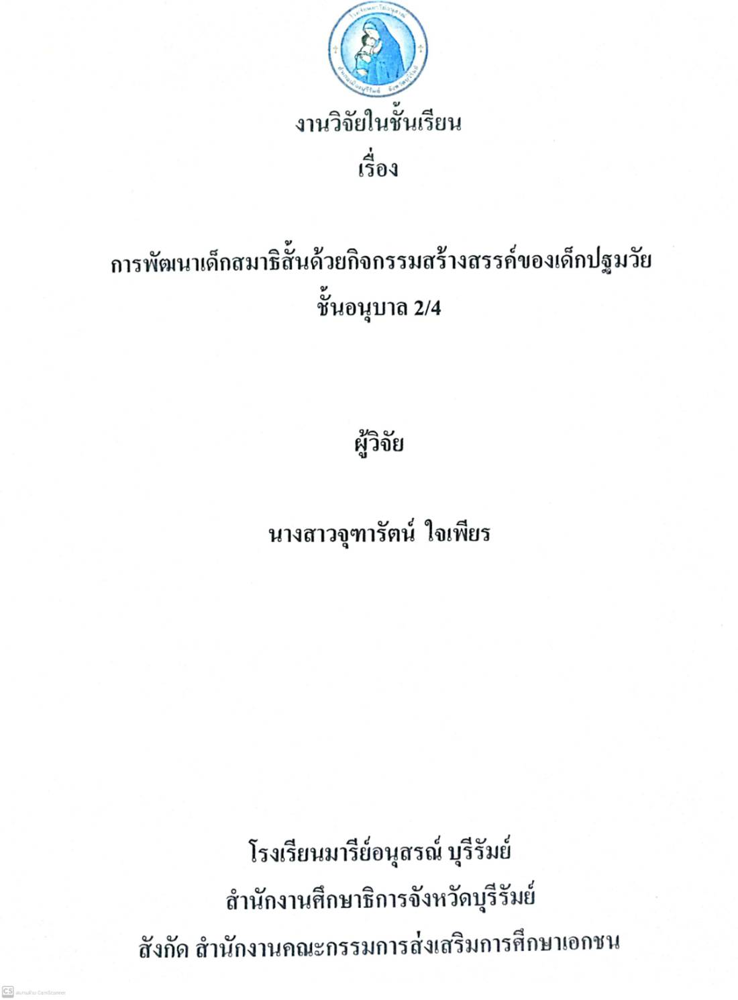 โรงเรียนมารีย์อนุสรณ์
อำเภอเมืองบุรีรัมย์ จังหวัดบุรีรัมย์
งานวิจัยในชั้นเรียน
เรื่อง
การพัฒนาเด็กสมาธิสั้นด้วยกิจกรรมสร้างสรรค์ของเด็กปฐมวัย
ชั้นอนุบาล 2/4
ผู้วิจัย
นางสาวจุฑารัตน์ ใจเพียร
โรงเรียนมารีย์อนุสรณ์ บุรีรัมย์
สำนักงานศึกษาธิการจังหวัดบุรีรัมย์
สังกัด สำนักงานคณะกรรมการส่งเสริมการศึกษาเอกชน
CS สแกนด้วย CamScanner